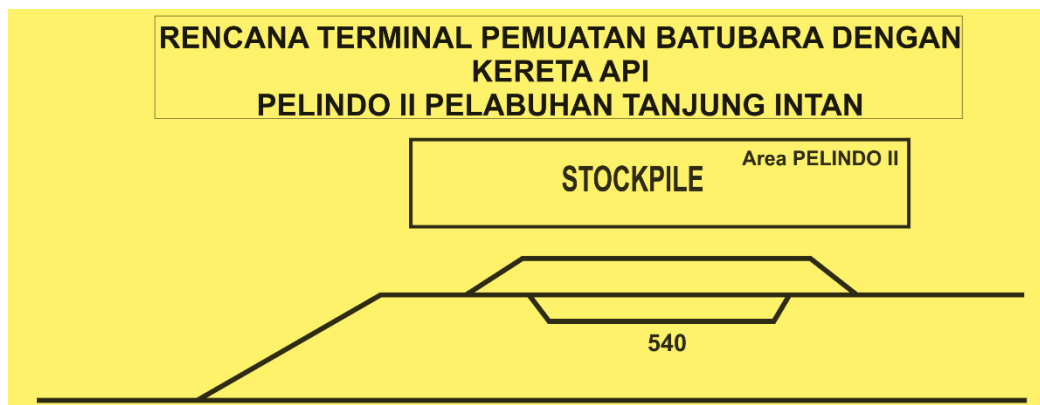 RENCANA TERMINAL PEMUATAN BATUBARA DENGAN
KERETA API
PELINDO II PELABUHAN TANJUNG INTAN
Area PELINDO II
STOCKPILE
540